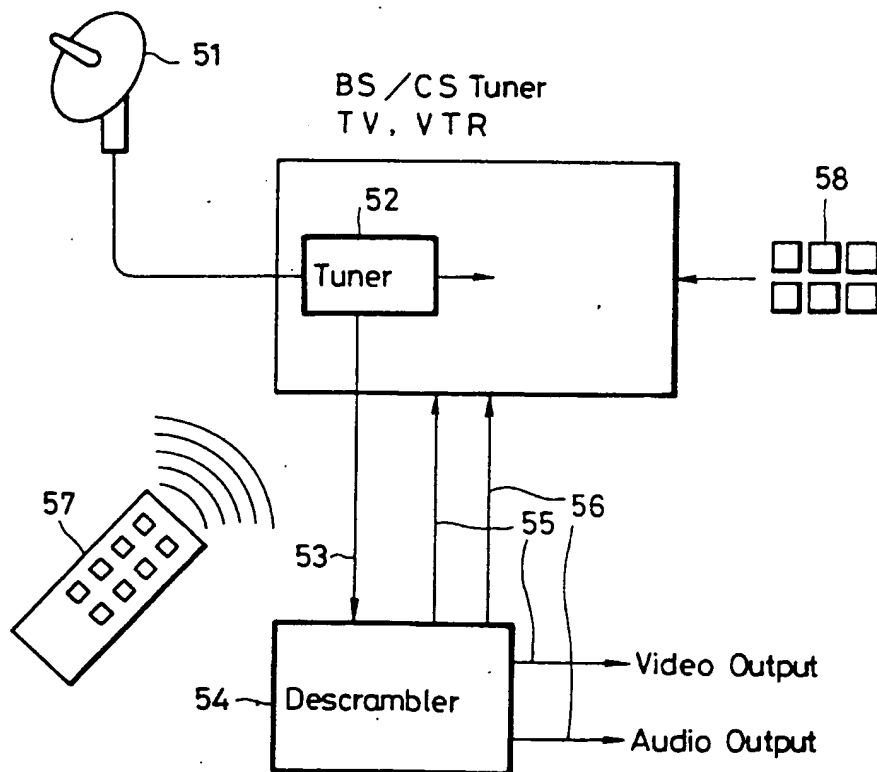 51
BS/CS Tuner
TV, VTR
52
58
Tuner
57
53
55
56
54
Descrambler
Video Output
Audio Output